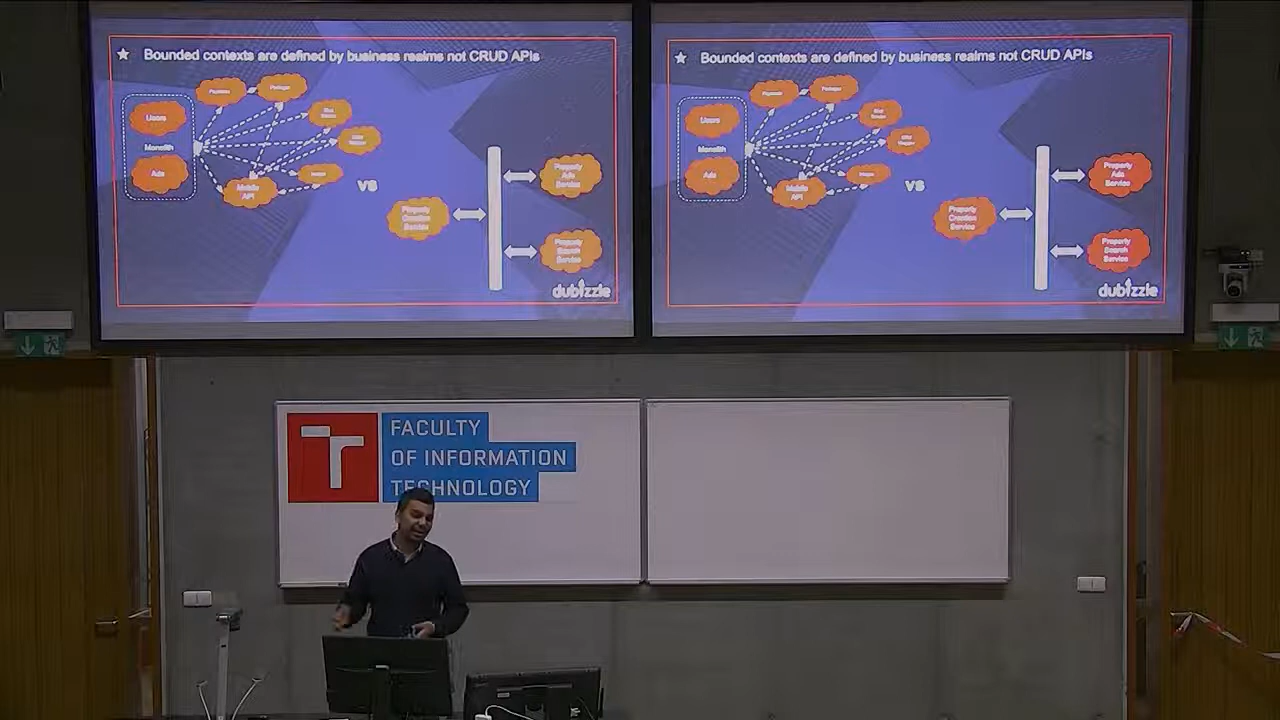 ★ Bounded contexts are defined by business realms not CRUD APIs
Users
Monolith
Ads
Mobile
API
VS
Property
Creation
Service
Property
Ads
Service
Property
Search
Service
dubizzle
★ Bounded contexts are defined by business realms not CRUD APIs
Users
Monolith
Ads
Mobile
API
VS
Property
Creation
Service
Property
Ads
Service
Property
Search
Service
dubizzle
FACULTY
OF INFORMATION
TECHNOLOGY